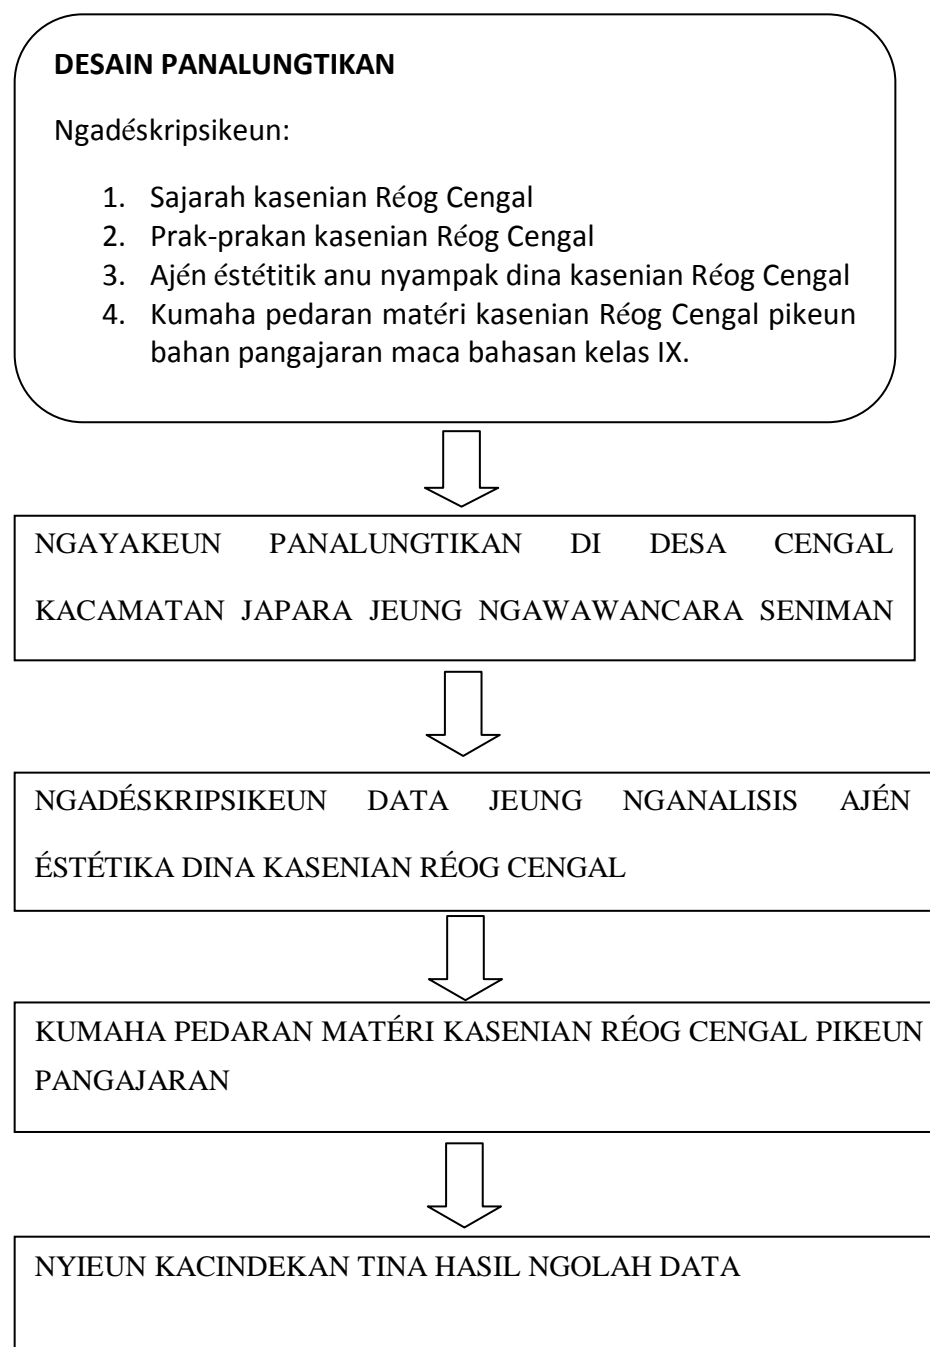 DESAIN PANALUNGTIKAN
Ngadéskripsikeun:
1. Sajarah kasenian Réog Cengal
2. Prak-prakan kasenian Réog Cengal
3. Ajén éstétitik anu nyampak dina kasenian Réog Cengal
4. Kumaha pedaran matéri kasenian Réog Cengal pikeun
bahan pangajaran maca bahasan kelas IX.
NGAYAKEUN PANALUNGTIKAN DI DESA CENGAL
KACAMATAN JAPARA JEUNG NGAWAWANCARA SENIMAN
NGADÉSKRIPSIKEUN DATA JEUNG NGANALISIS AJÉN
ÉSTÉTIKA DINA KASENIAN RÉOG CENGAL
KUMAHA PEDARAN MATÉRI KASENIAN RÉOG CENGAL PIKEUN
PANGAJARAN
NYIEUN KACINDEKAN TINA HASIL NGOLAH DATA